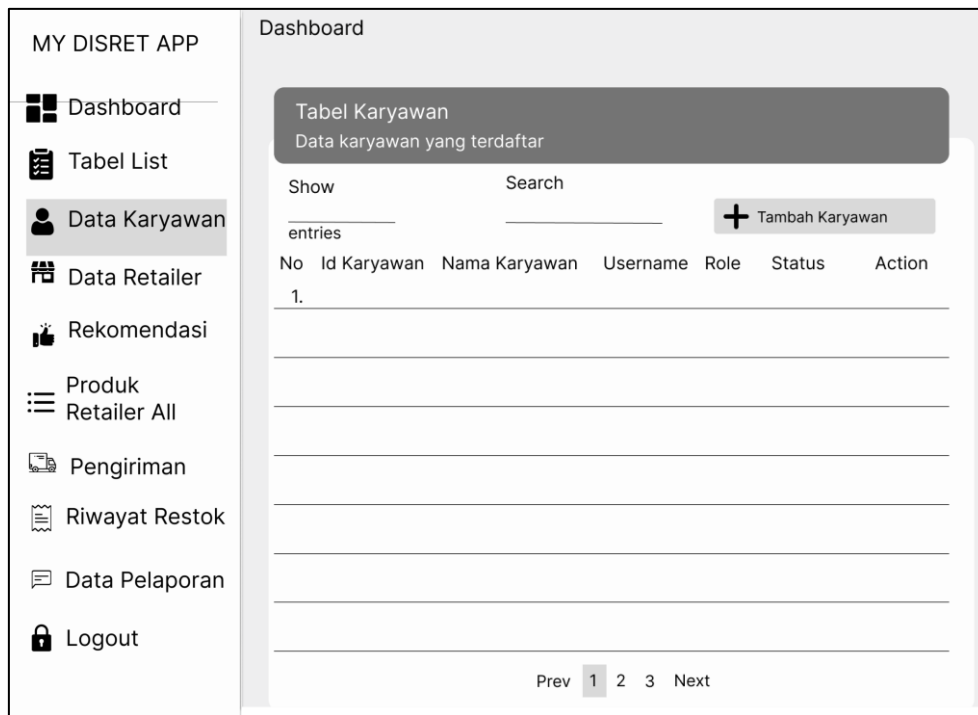 MY DISRET APP
Dashboard
Tabel List
Data Karyawan
Data Retailer
Rekomendasi
Produk
Retailer All
Pengiriman
Riwayat Restok
Data Pelaporan
Logout
Dashboard
Tabel Karyawan
Data karyawan yang terdaftar
Show
entries
Search
Tambah Karyawan
No Id Karyawan Nama Karyawan Username Role Status Action
1.
Prev 1 2 3 Next